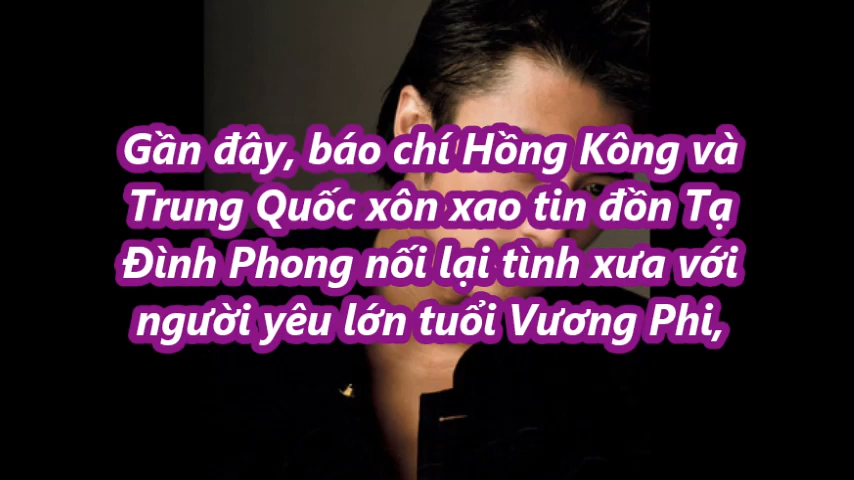 Gần đây, báo chí Hồng Kông và
Trung Quốc xôn xao tin đồn Tạ
Đình Phong nối lại tình xưa với
người yêu lớn tuổi Vương Phi,